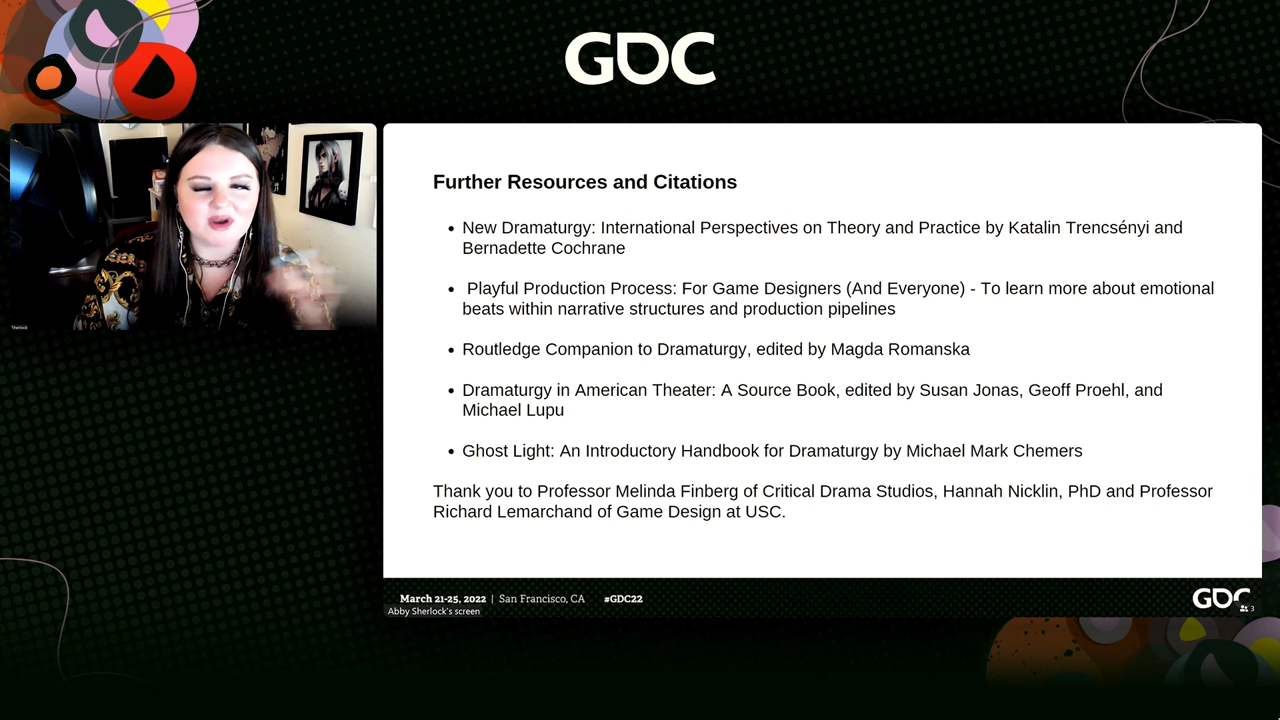 GDC
Sherlock
Further Resources and Citations
• New Dramaturgy: International Perspectives on Theory and Practice by Katalin Trencsényi and
Bernadette Cochrane
• Playful Production Process: For Game Designers (And Everyone) - To learn more about emotional
beats within narrative structures and production pipelines
• Routledge Companion to Dramaturgy, edited by Magda Romanska
• Dramaturgy in American Theater: A Source Book, edited by Susan Jonas, Geoff Proehl, and
Michael Lupu
• Ghost Light: An Introductory Handbook for Dramaturgy by Michael Mark Chemers
Thank you to Professor Melinda Finberg of Critical Drama Studios, Hannah Nicklin, PhD and Professor
Richard Lemarchand of Game Design at USC.
March 21-25, 2022 | San Francisco, CA #GDC22
GDC
Abby Sherlock's screen
3